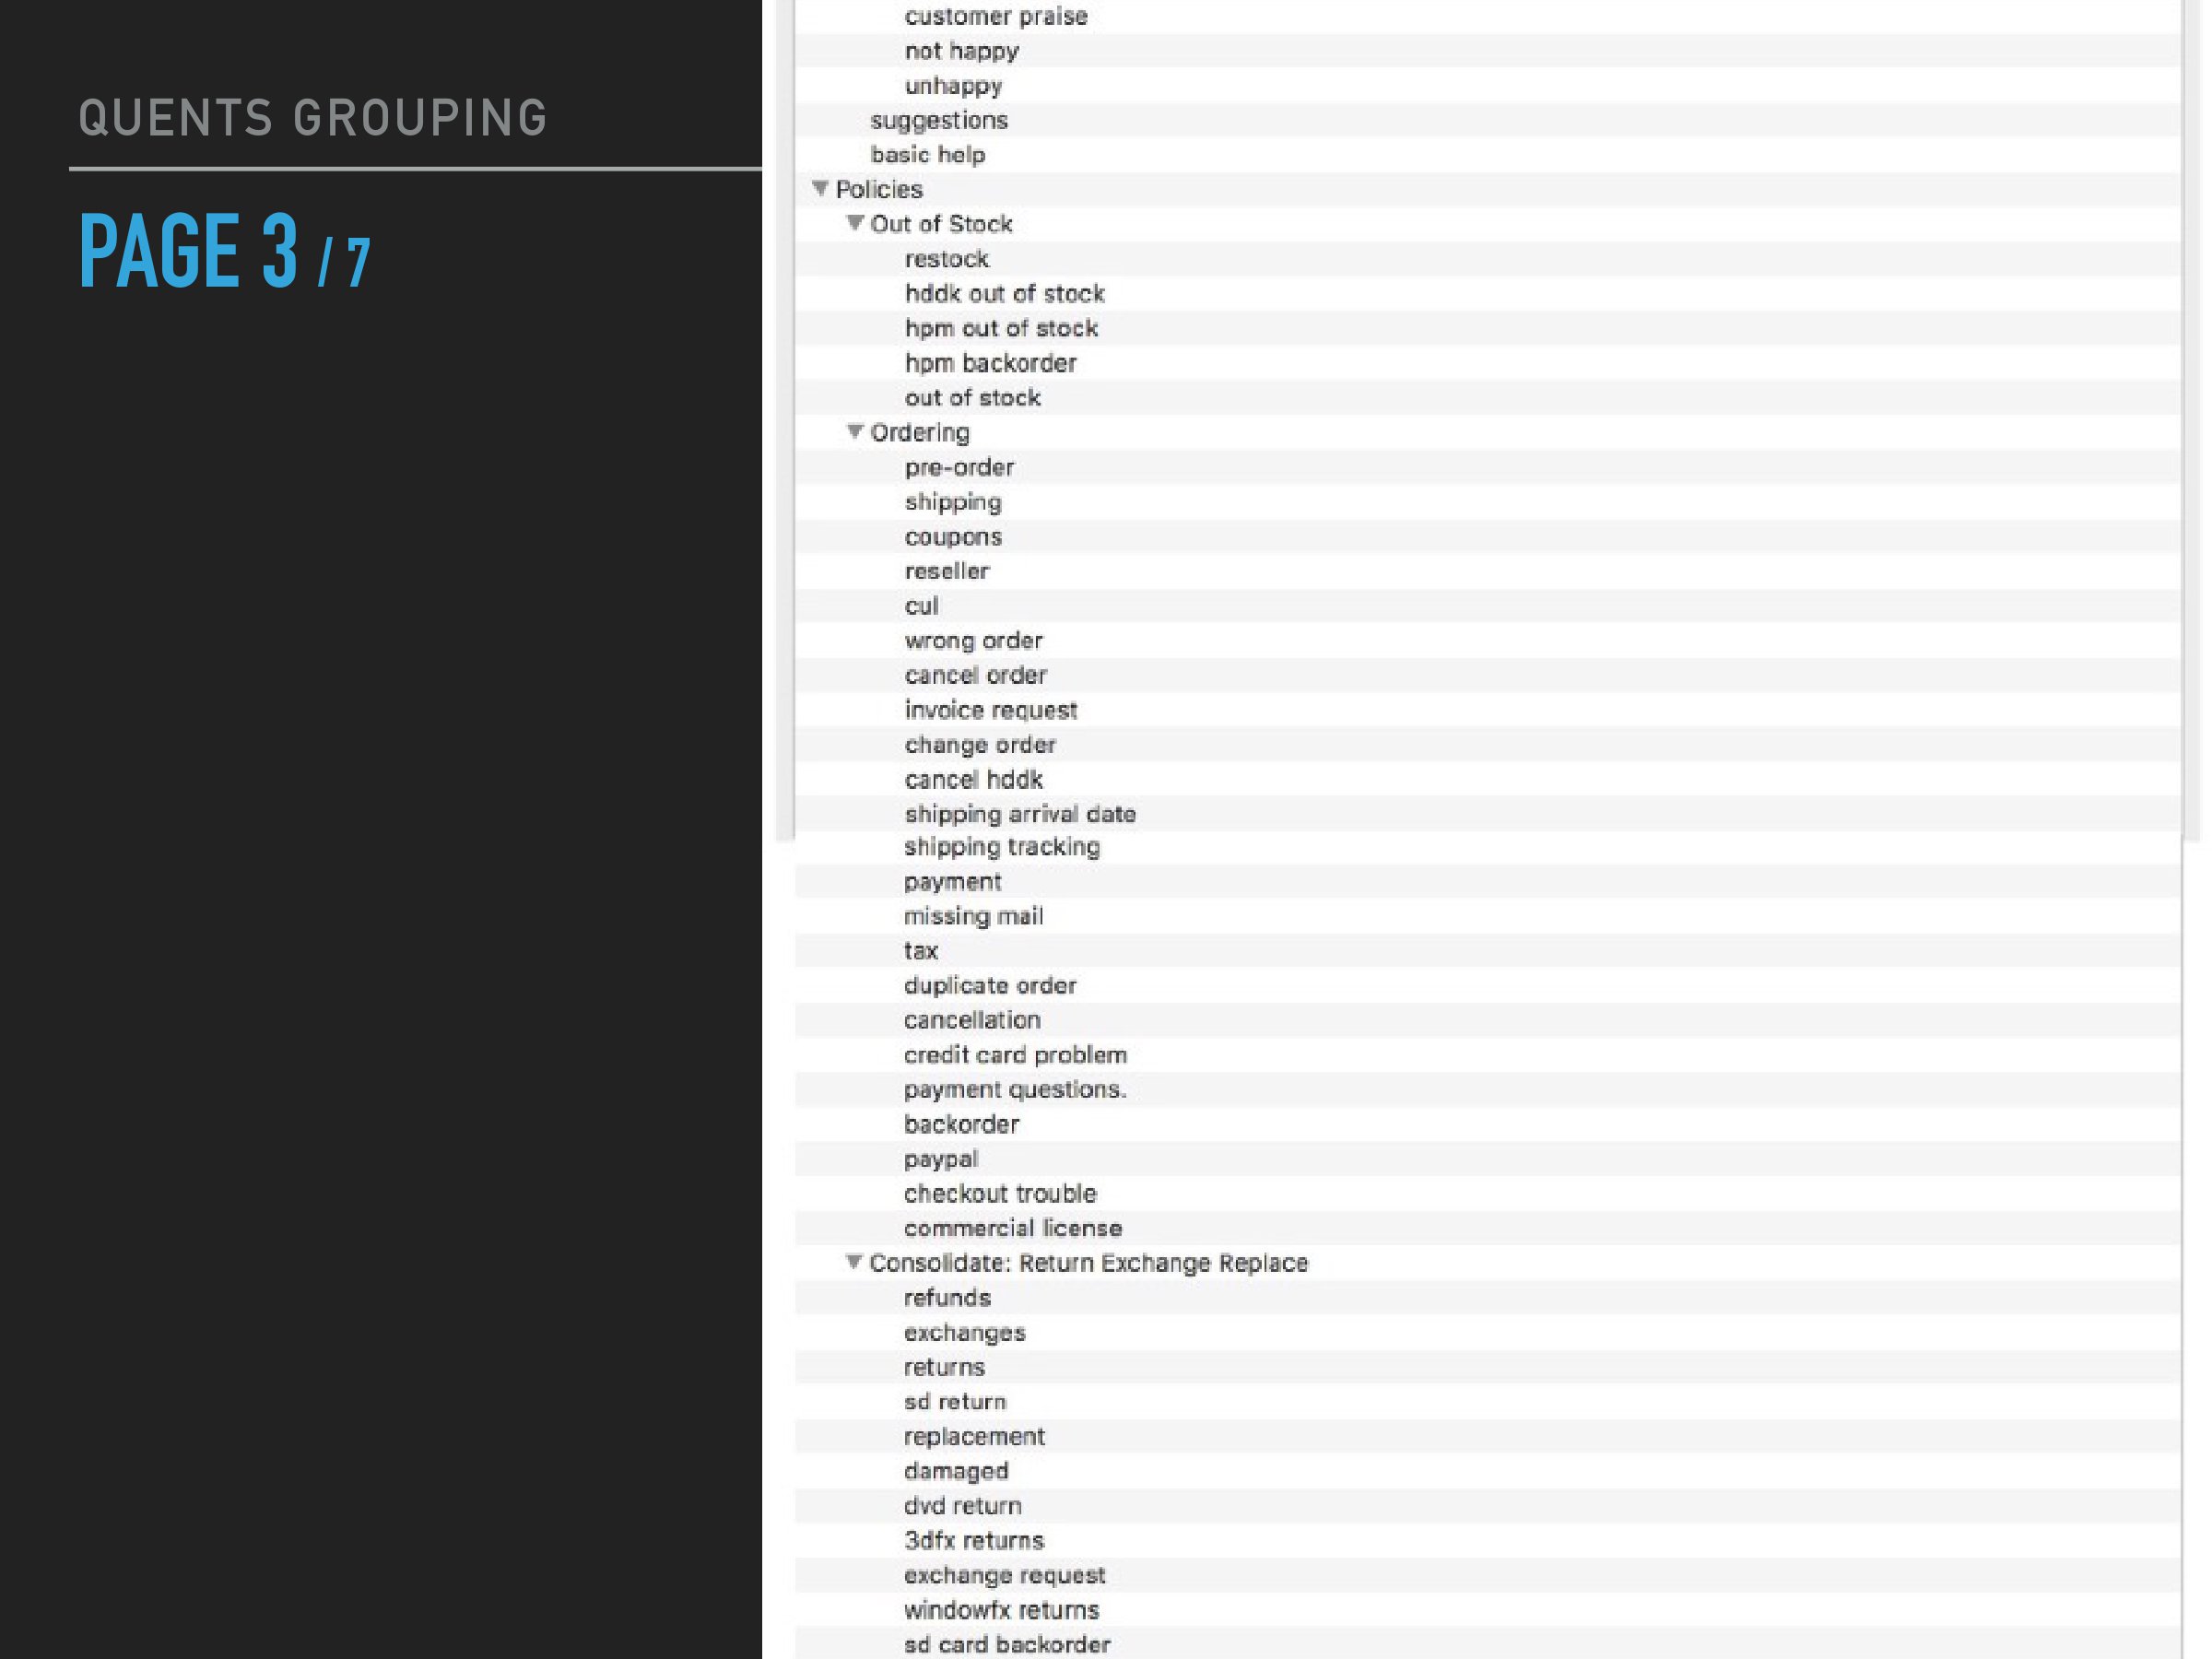 QUENTS GROUPING
PAGE 3 / 7
customer praise
not happy
unhappy
suggestions
basic help
Policies
Out of Stock
restock
hddk out of stock
hpm out of stock
hpm backorder
out of stock
Ordering
pre-order
shipping
coupons
reseller
cul
wrong order
cancel order
invoice request
change order
cancel hddk
shipping arrival date
shipping tracking
payment
missing mail
tax
duplicate order
cancellation
credit card problem
payment questions.
backorder
paypal
checkout trouble
commercial license
Consolidate: Return Exchange Replace
refunds
exchanges
returns
sd return
replacement
damaged
dvd return
3dfx returns
exchange request
windowfx returns
sd card backorder